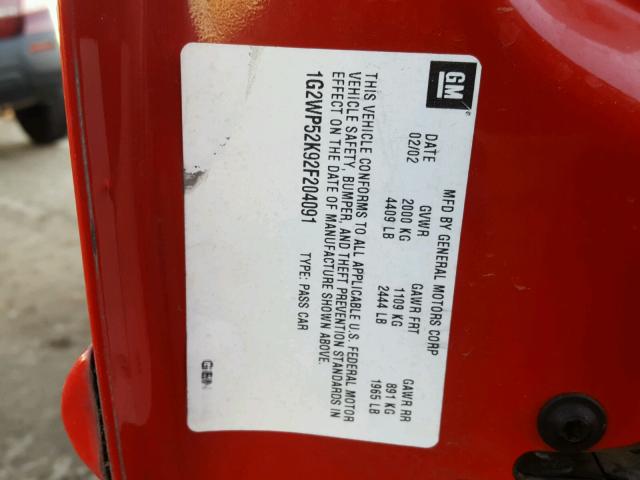 GM
MFD BY GENERAL MOTORS CORP
DATE GVWR GAWR FRT GAWR RR
02/02 2000 KG 1109 KG 891 KG
4409 LB 2444 LB 1965 LB
THIS VEHICLE CONFORMS TO ALL APPLICABLE U.S. FEDERAL MOTOR
VEHICLE SAFETY, BUMPER, AND THEFT PREVENTION STANDARDS IN
EFFECT ON THE DATE OF MANUFACTURE SHOWN ABOVE.
1G2WP52K92F204091 TYPE: PASS CAR